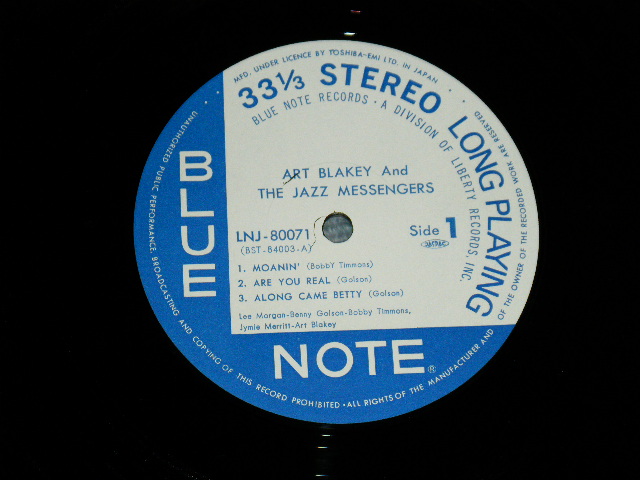 MFD. UNDER LICENCE BY TOSHIBA-EMI LTD. IN JAPAN
33⅓ STEREO LONG PLAYING
BLUE NOTE RECORDS · A DIVISION OF LIBERTY RECORDS, INC.
ART BLAKEY And
THE JAZZ MESSENGERS
LNJ-80071
(BST-84003-A)
Side 1
1. MOANIN' (Bobby Timmons)
2. ARE YOU REAL (Golson)
3. ALONG CAME BETTY (Golson)
Lee Morgan-Benny Golson-Bobby Timmons,
Jymie Merritt-Art Blakey
BLUE
NOTE®
UNAUTHORIZED PUBLIC PERFORMANCE, BROADCASTING AND COPYING OF THIS RECORD PROHIBITED · ALL RIGHTS OF THE MANUFACTURER AND OF THE OWNER OF THE RECORDED WORK ARE RESERVED